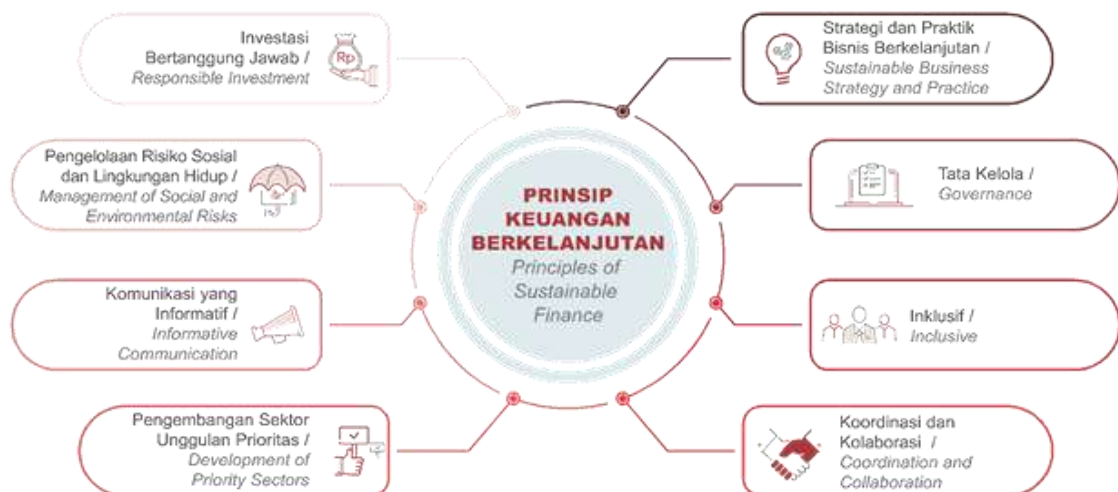 Investasi
Bertanggung Jawab /
Responsible Investment
Rp
Pengelolaan Risiko Sosial
dan Lingkungan Hidup /
Management of Social and
Environmental Risks
Komunikasi yang
Informatif /
Informative
Communication
Pengembangan Sektor
Unggulan Prioritas /
Development of
Priority Sectors
PRINSIP
KEUANGAN
BERKELANJUTAN
Principles of
Sustainable
Finance
Strategi dan Praktik
Bisnis Berkelanjutan /
Sustainable Business
Strategy and Practice
Tata Kelola /
Governance
Inklusif /
Inclusive
Koordinasi dan
Kolaborasi /
Coordination and
Collaboration